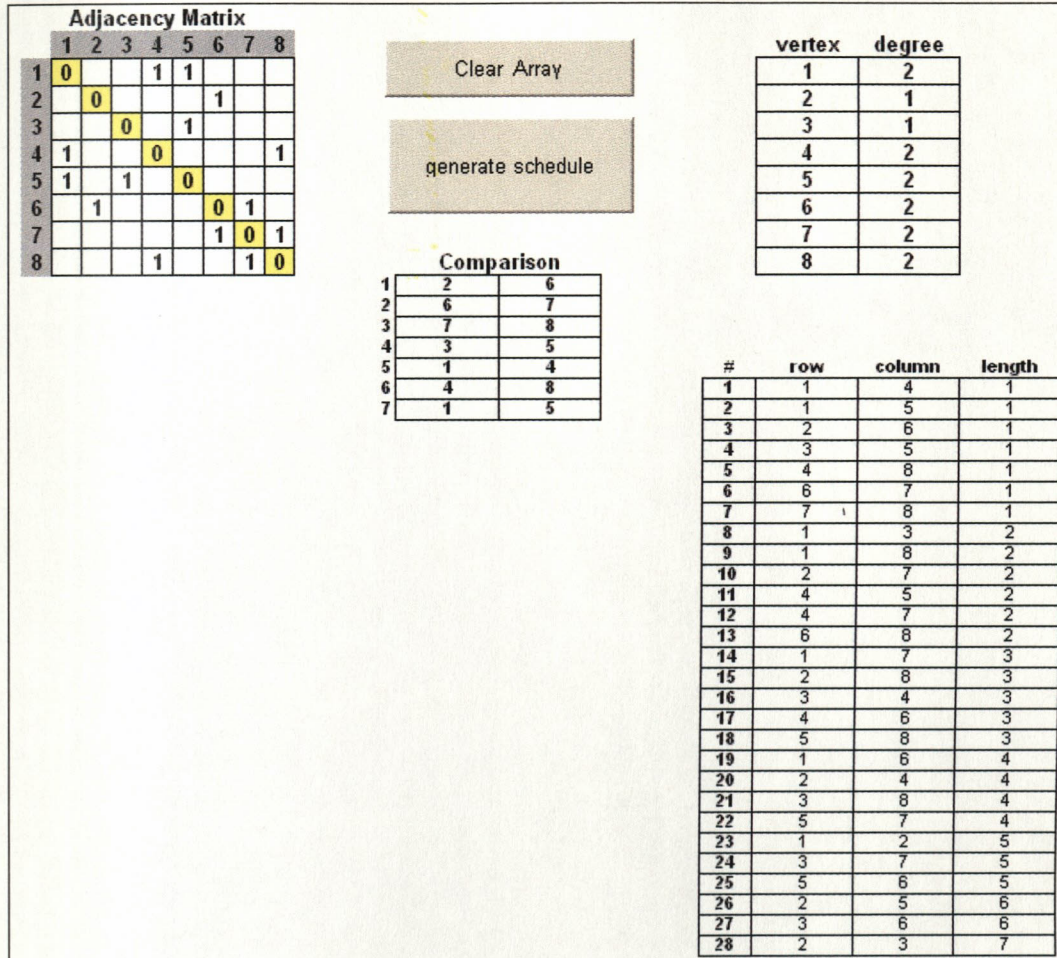 Adjacency Matrix
1 2 3 4 5 6 7 8
1 0 1 1
2 0 1
3 0 1
4 1 0 1
5 1 1 0
6 1 0 1
7 1 0 1
8 1 1 0
Clear Array
generate schedule
Comparison
1 2 6
2 6 7
3 7 8
4 3 5
5 1 4
6 4 8
7 1 5
vertex degree
1 2
2 1
3 1
4 2
5 2
6 2
7 2
8 2
# row column length
1 1 4 1
2 1 5 1
3 2 6 1
4 3 5 1
5 4 8 1
6 6 7 1
7 7 8 1
8 1 3 2
9 1 8 2
10 2 7 2
11 4 5 2
12 4 7 2
13 6 8 2
14 1 7 3
15 2 8 3
16 3 4 3
17 4 6 3
18 5 8 3
19 1 6 4
20 2 4 4
21 3 8 4
22 5 7 4
23 1 2 5
24 3 7 5
25 5 6 5
26 2 5 6
27 3 6 6
28 2 3 7